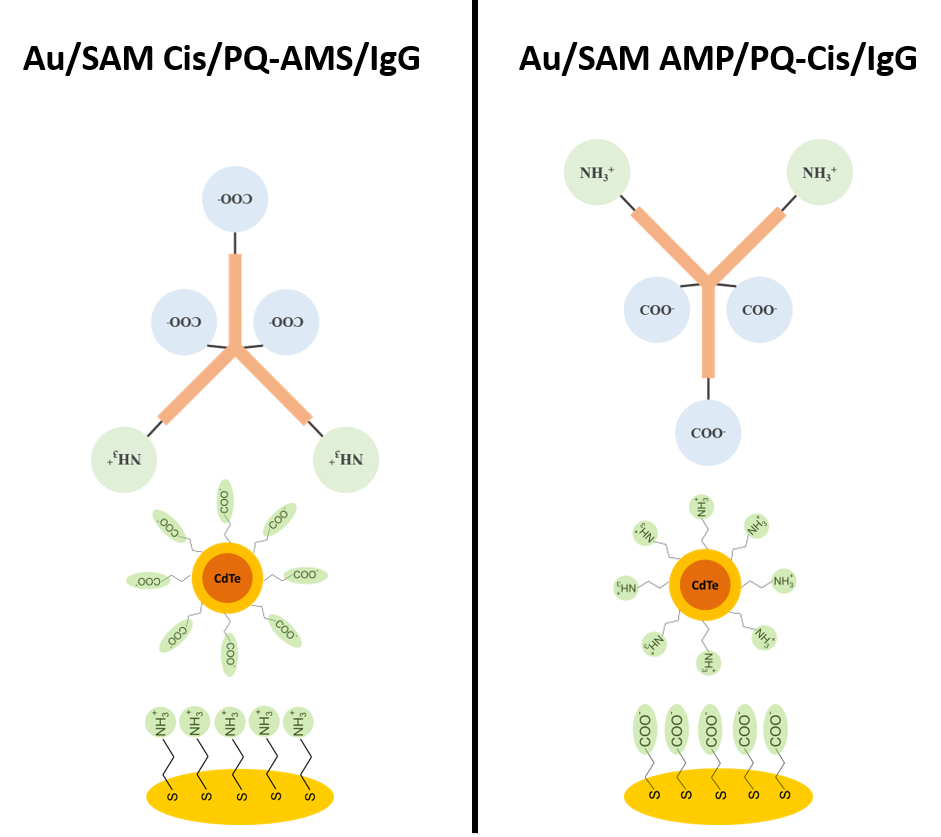 Au/SAM Cis/PQ-AMS/IgG
COO-
COO-
COO-
NH₃⁺
NH₃⁺
COO-
COO-
COO-
COO-
COO-
COO-
COO-
COO-
CdTe
NH₃⁺
NH₃⁺
NH₃⁺
NH₃⁺
NH₃⁺
S
S
S
S
S
Au/SAM AMP/PQ-Cis/IgG
NH₃⁺
NH₃⁺
COO-
COO-
COO-
NH₃⁺
NH₃⁺
NH₃⁺
NH₃⁺
CdTe
NH₃⁺
NH₃⁺
NH₃⁺
NH₃⁺
COO-
COO-
COO-
COO-
COO-
S
S
S
S
S